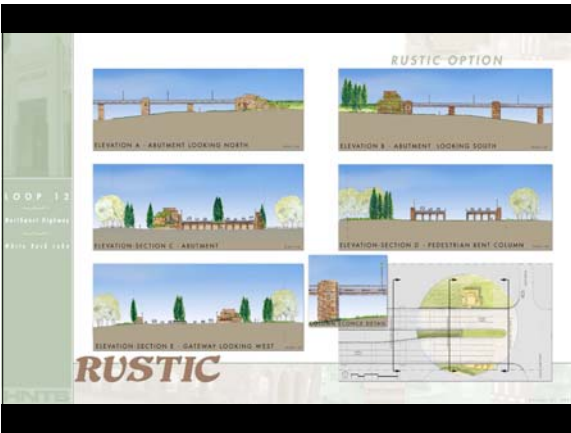 RUSTIC OPTION
ELEVATION A - ABUTMENT LOOKING NORTH
ELEVATION B - ABUTMENT LOOKING SOUTH
LOOP 12
Northwest Highway
White Rock Lake
ELEVATION-SECTION C - ABUTMENT
ELEVATION-SECTION D - PEDESTRIAN BENT COLUMN
ELEVATION-SECTION E - GATEWAY LOOKING WEST
RUSTIC
HNTB